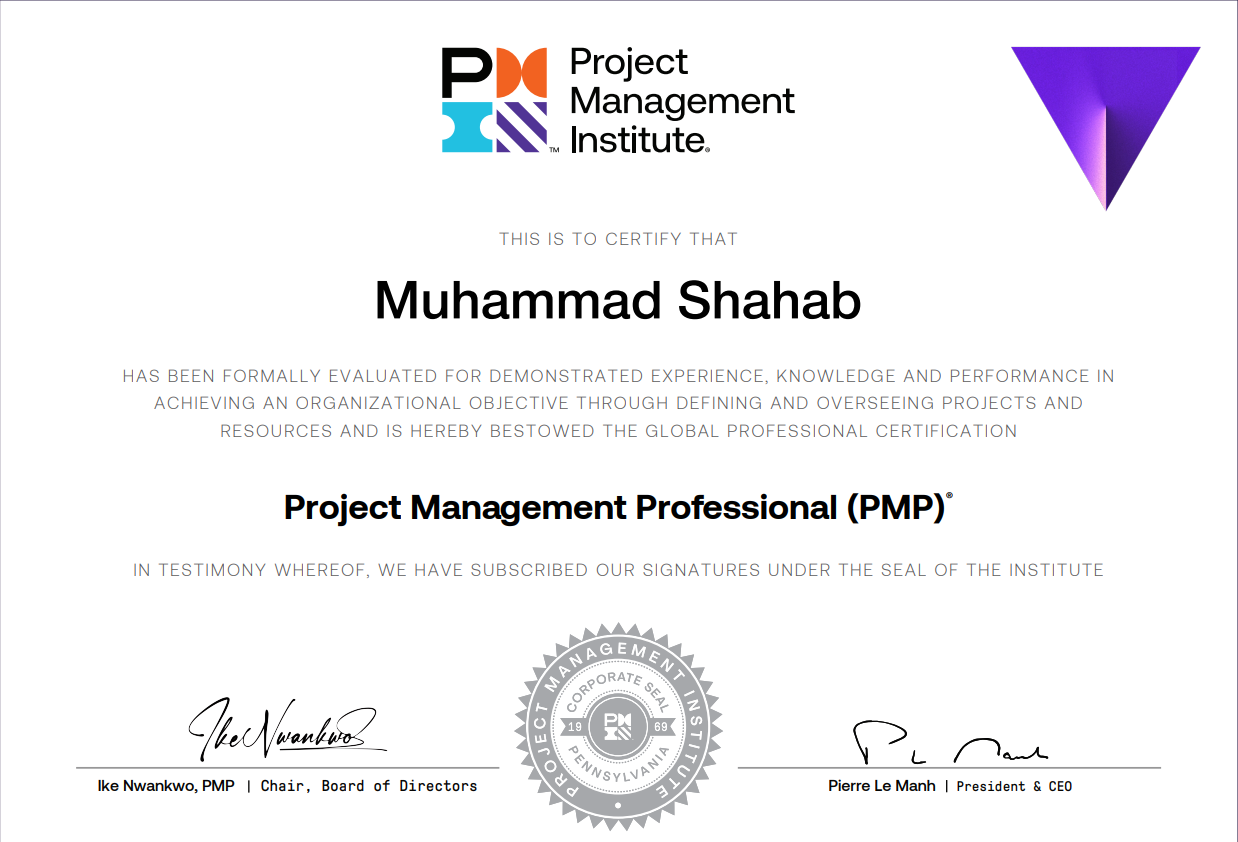 PM
Project
Management
Institute®
™
THIS IS TO CERTIFY THAT
Muhammad Shahab
HAS BEEN FORMALLY EVALUATED FOR DEMONSTRATED EXPERIENCE, KNOWLEDGE AND PERFORMANCE IN
ACHIEVING AN ORGANIZATIONAL OBJECTIVE THROUGH DEFINING AND OVERSEEING PROJECTS AND
RESOURCES AND IS HEREBY BESTOWED THE GLOBAL PROFESSIONAL CERTIFICATION
Project Management Professional (PMP)®
IN TESTIMONY WHEREOF, WE HAVE SUBSCRIBED OUR SIGNATURES UNDER THE SEAL OF THE INSTITUTE
PROJECT MANAGEMENT INSTITUTE
CORPORATE SEAL
19 69
PENNSYLVANIA
Ike Nwankwo
Ike Nwankwo, PMP | Chair, Board of Directors
Pierre Le Manh | President & CEO